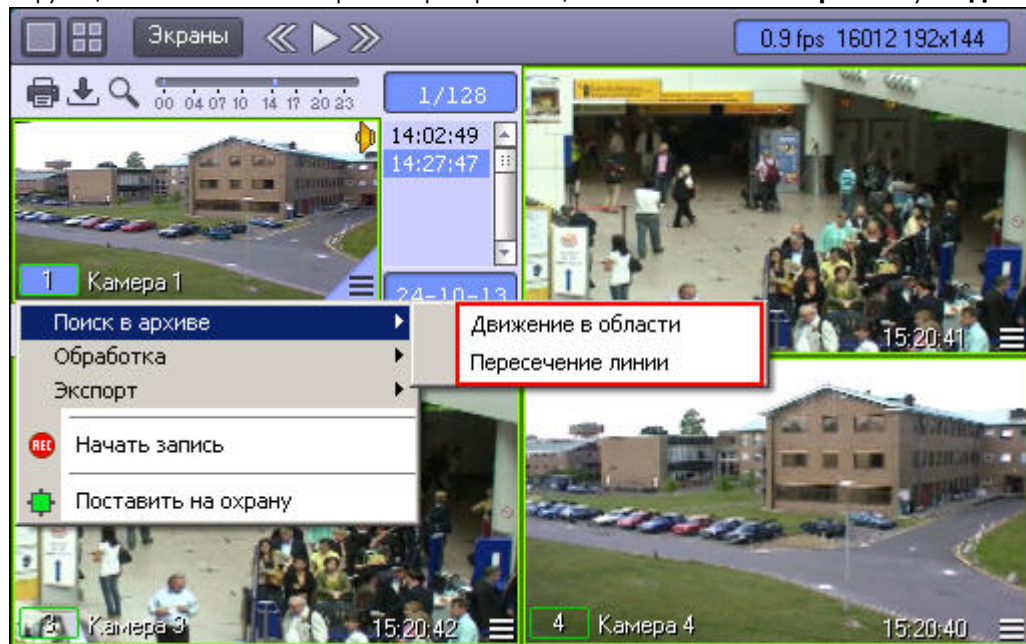 Экраны
0.9 fps 16012 192x144
00 04 07 10 14 17 20 23
1/128
14:02:49
14:27:47
1 Камера 1
24-10-13
Поиск в архиве
Движение в области
Обработка
Пересечение линии
Экспорт
15:20:41
REC Начать запись
Поставить на охрану
3 Камера 3
15:20:42
4 Камера 4
15:20:40